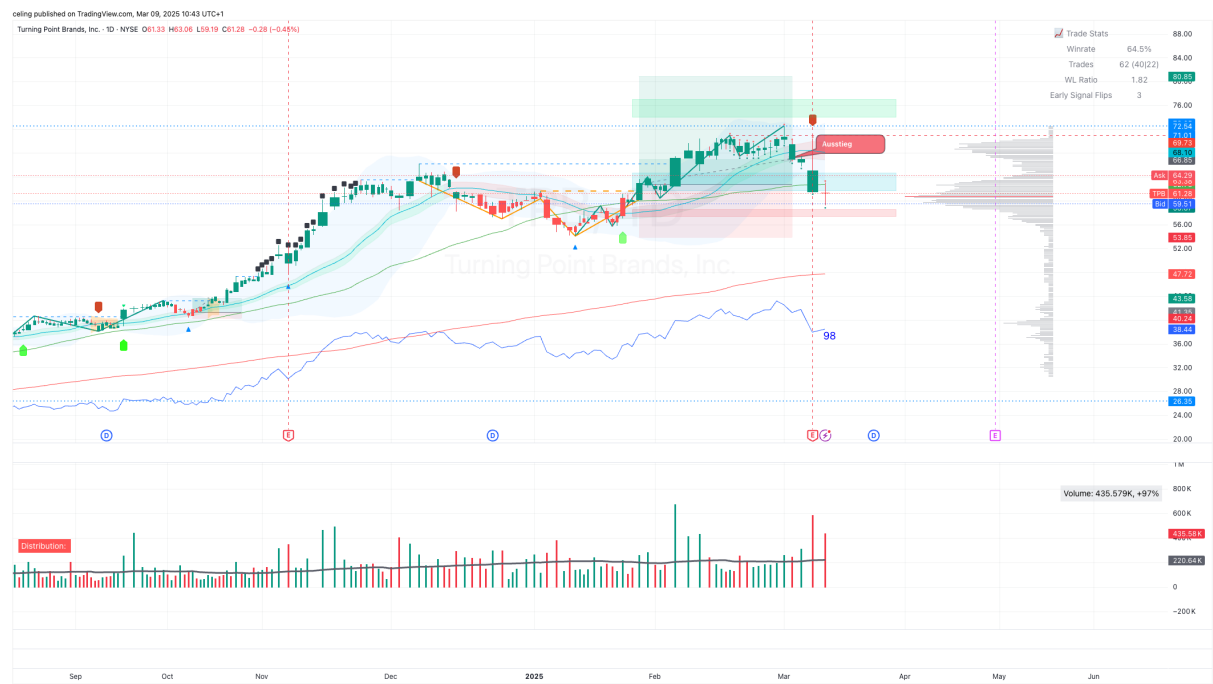 celing published on TradingView.com, Mar 09, 2025 10:43 UTC+1
Turning Point Brands, Inc. · 1D · NYSE O61.33 H63.06 L59.19 C61.28 −0.28 (−0.45%)
Trade Stats
Winrate 64.5%
Trades 62 (40|22)
WL Ratio 1.82
Early Signal Flips 3
88.00
84.00
80.85
76.00
72.54
71.01
69.73
68.10
66.85
Ask 64.29
TPB 61.28
Bid 59.51
56.00
53.85
52.00
47.72
43.58
41.35
40.24
38.44
36.00
32.00
28.00
26.35
24.00
20.00
Ausstieg
TurningPoint Brands, Inc.
98
D
E
D
E
D
E
1M
800K
Volume: 435.579K, +97%
600K
435.58K
Distribution:
220.64K
0
−200K
Sep Oct Nov Dec 2025 Feb Mar Apr May Jun